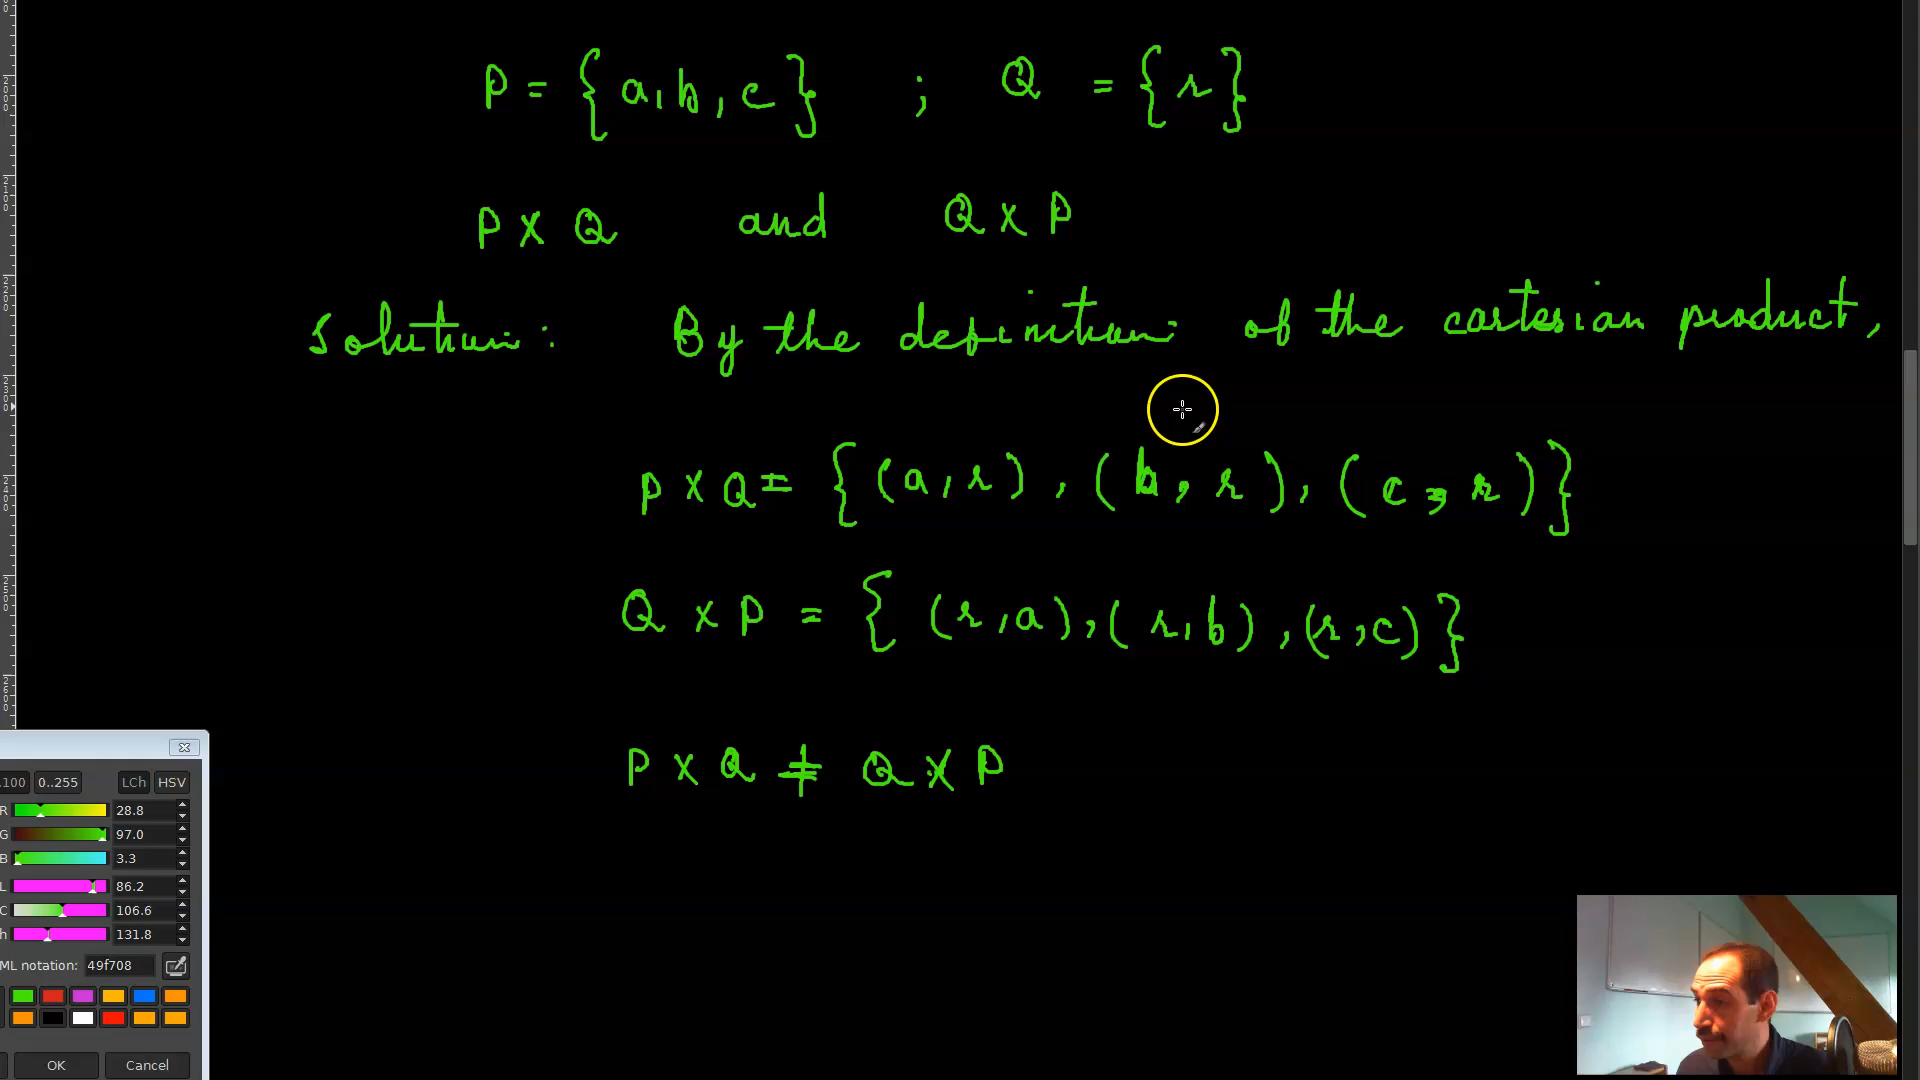 P = {a, b, c} ; Q = {r}
P X Q and Q X P
Solution: By the definition of the cartesian product,
P X Q = {(a, r), (b, r), (c, r)}
Q X P = {(r, a), (r, b), (r, c)}
P X Q ≠ Q X P
.100 0..255 LCh HSV
R 28.8
G 97.0
B 3.3
L 86.2
C 106.6
h 131.8
ML notation: 49f708
OK Cancel